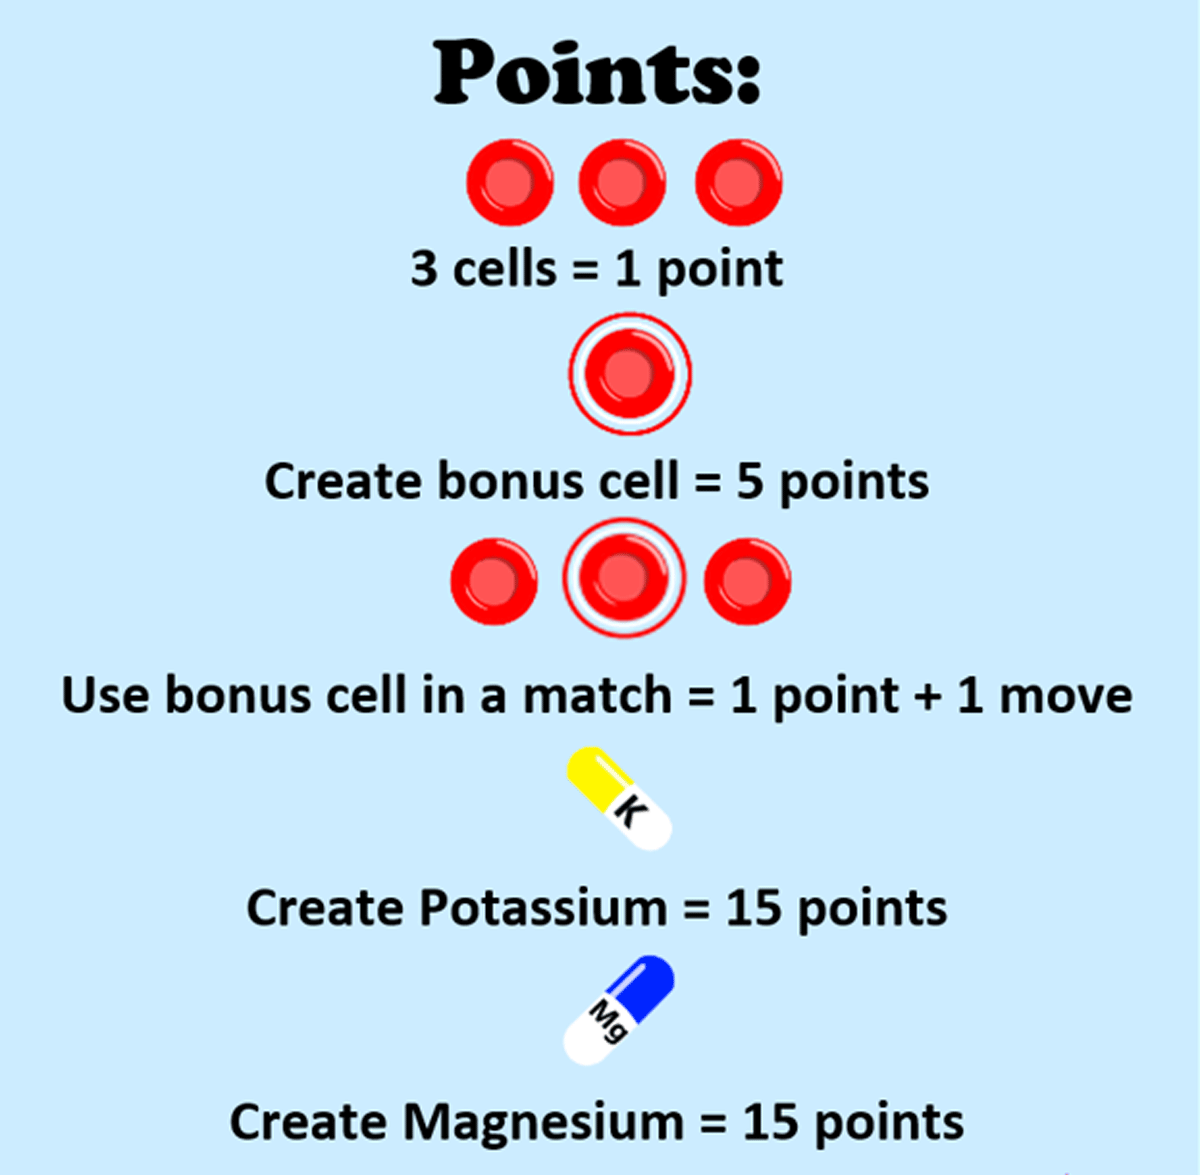 Points:
3 cells = 1 point
Create bonus cell = 5 points
Use bonus cell in a match = 1 point + 1 move
K
Create Potassium = 15 points
Mg
Create Magnesium = 15 points